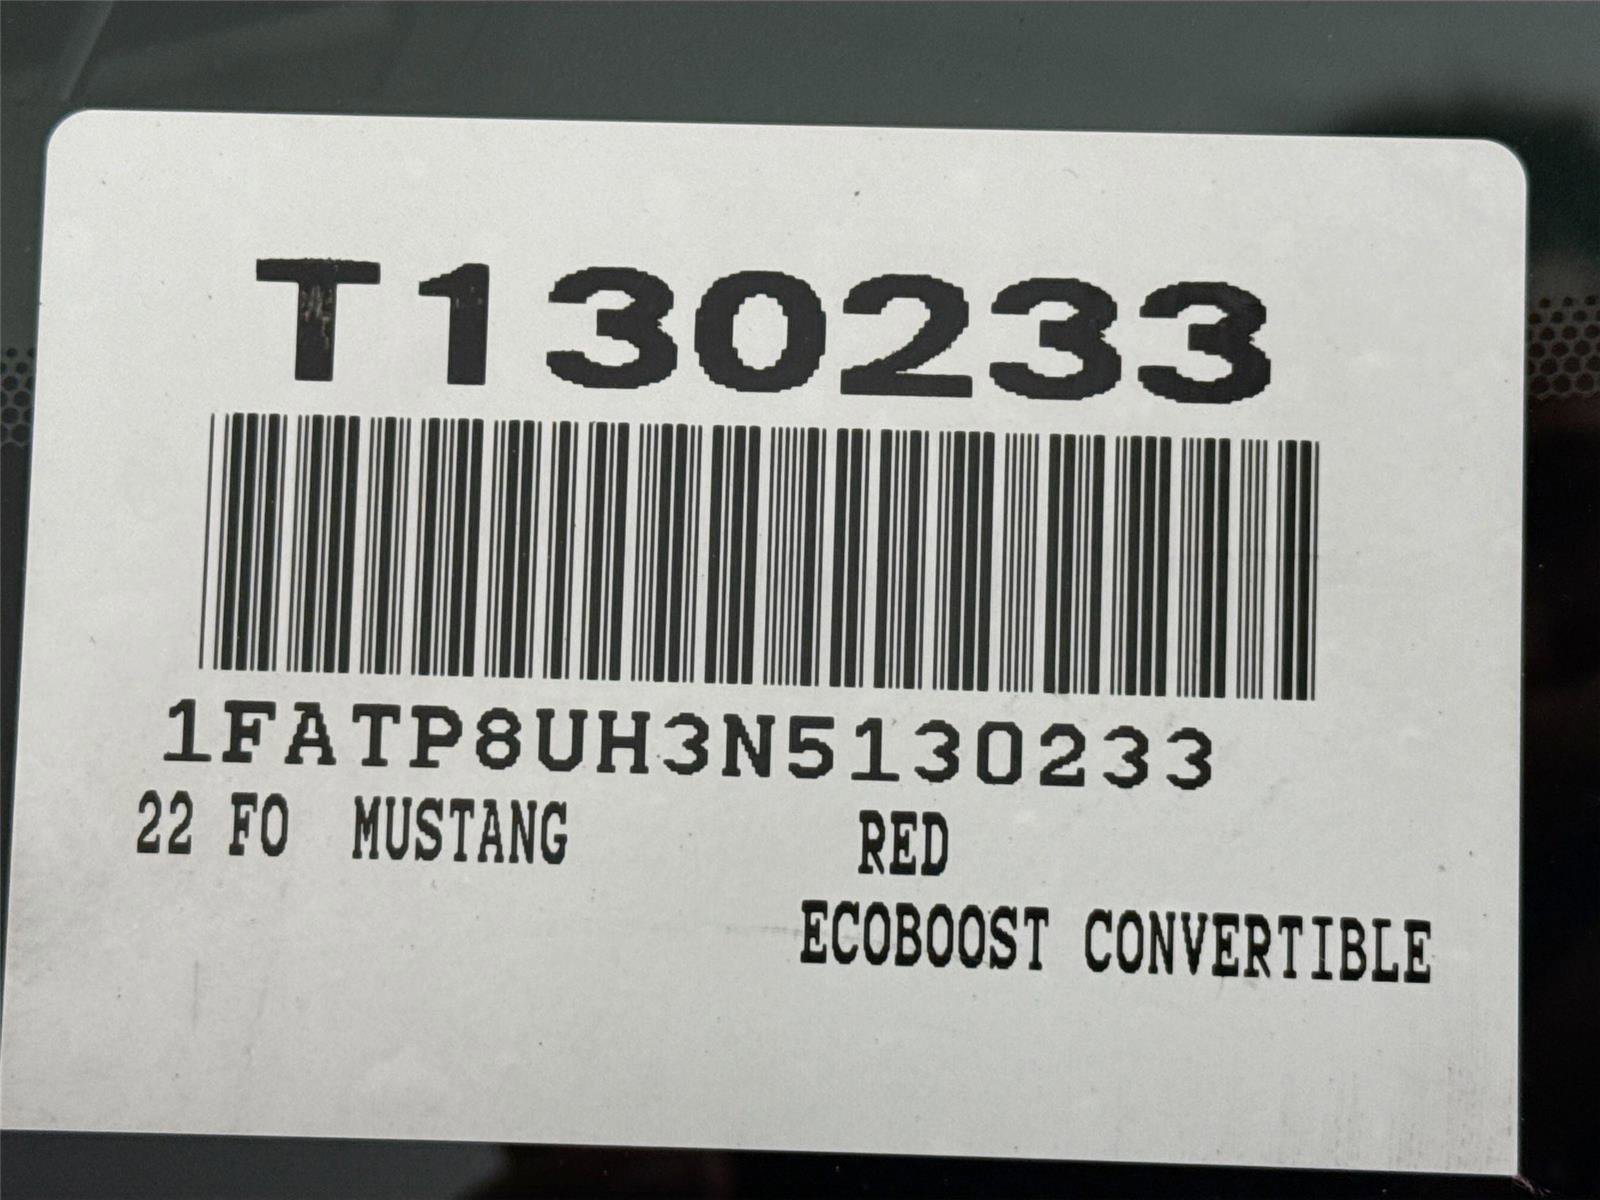 T130233
1FATP8UH3N5130233
22 FO MUSTANG RED
ECOBOOST CONVERTIBLE